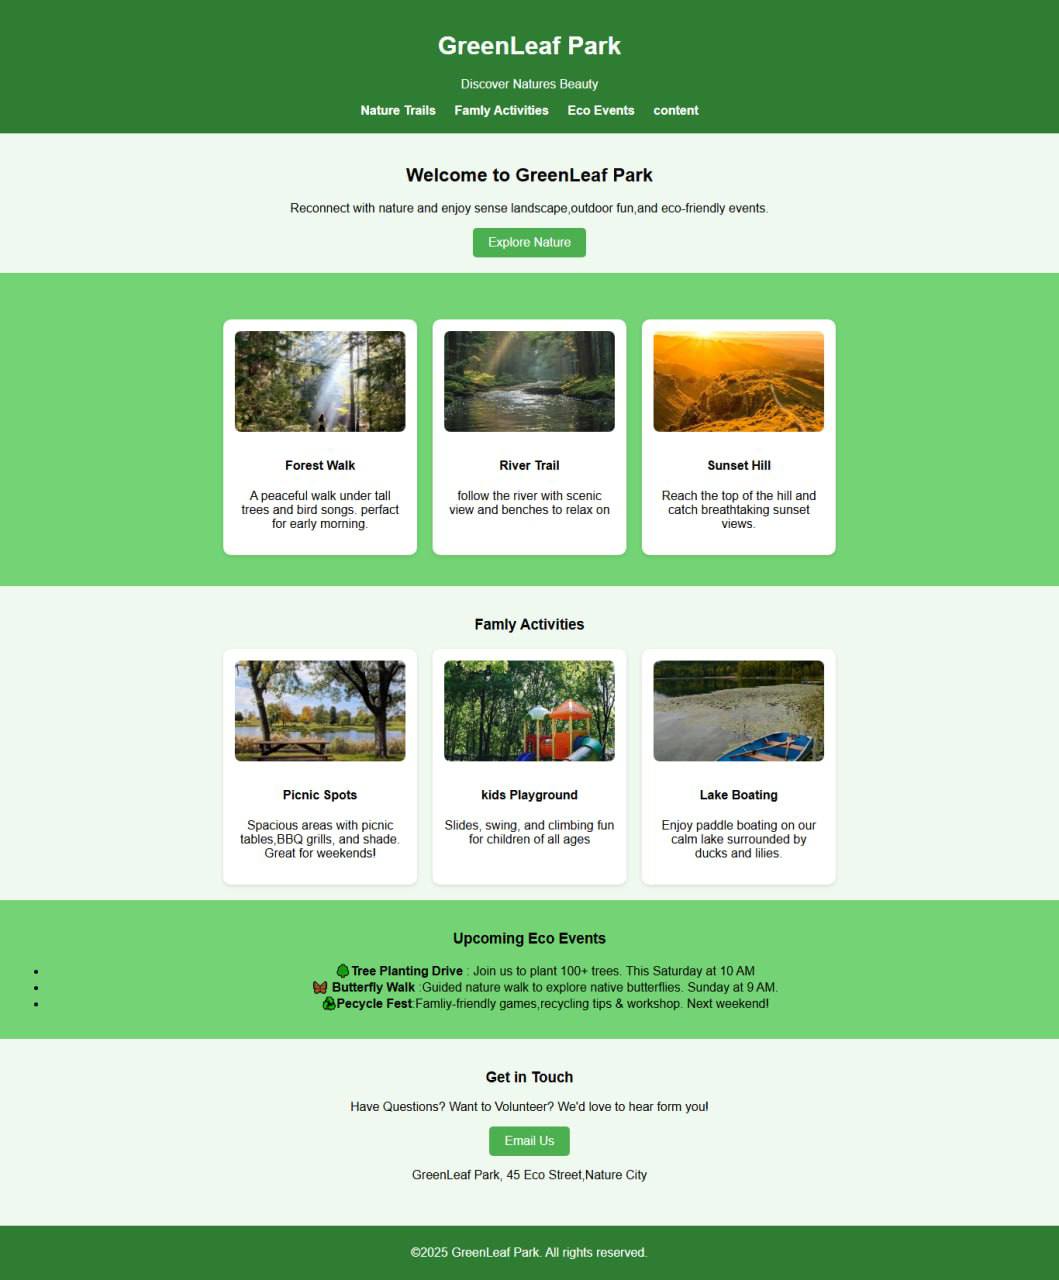 GreenLeaf Park
Discover Natures Beauty
Nature Trails Famly Activities Eco Events content
Welcome to GreenLeaf Park
Reconnect with nature and enjoy sense landscape,outdoor fun,and eco-friendly events.
Explore Nature
Forest Walk
A peaceful walk under tall
trees and bird songs. perfact
for early morning.
River Trail
follow the river with scenic
view and benches to relax on
Sunset Hill
Reach the top of the hill and
catch breathtaking sunset
views.
Famly Activities
Picnic Spots
Spacious areas with picnic
tables,BBQ grills, and shade.
Great for weekends!
kids Playground
Slides, swing, and climbing fun
for children of all ages
Lake Boating
Enjoy paddle boating on our
calm lake surrounded by
ducks and lilies.
Upcoming Eco Events
Tree Planting Drive : Join us to plant 100+ trees. This Saturday at 10 AM
Butterfly Walk :Guided nature walk to explore native butterflies. Sunday at 9 AM.
Pecycle Fest:Famliy-friendly games,recycling tips & workshop. Next weekend!
Get in Touch
Have Questions? Want to Volunteer? We'd love to hear form you!
Email Us
GreenLeaf Park, 45 Eco Street,Nature City
©2025 GreenLeaf Park. All rights reserved.